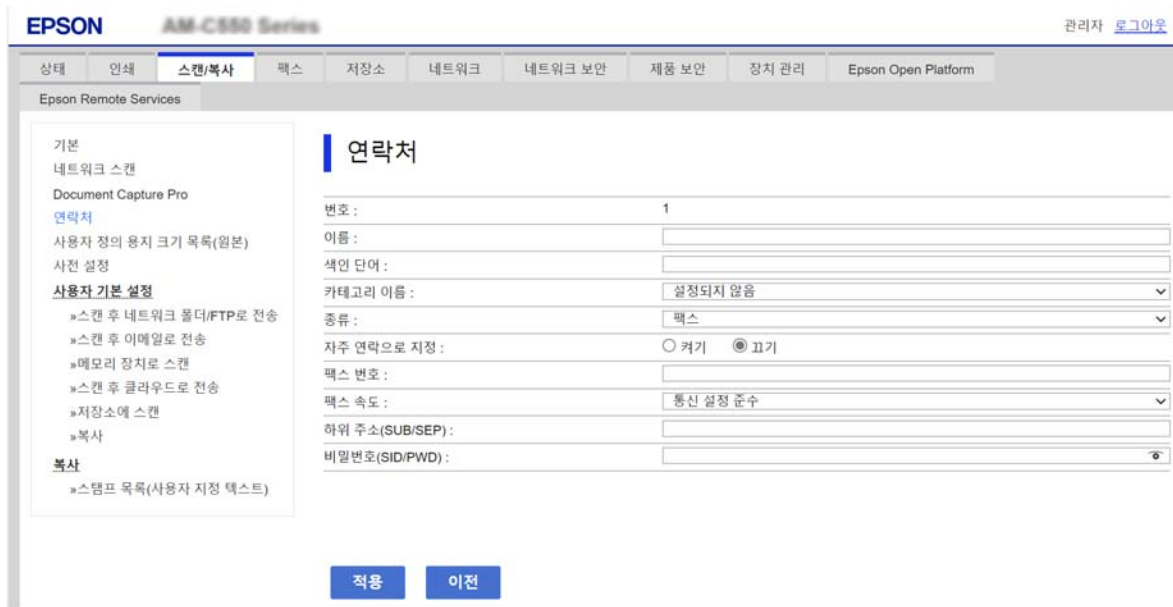 EPSON AM-C550 Series 관리자 로그아웃
상태 인쇄 스캔/복사 팩스 저장소 네트워크 네트워크 보안 제품 보안 장치 관리 Epson Open Platform
Epson Remote Services
기본
네트워크 스캔
Document Capture Pro
연락처
사용자 정의 용지 크기 목록(원본)
사전 설정
사용자 기본 설정
»스캔 후 네트워크 폴더/FTP로 전송
»스캔 후 이메일로 전송
»메모리 장치로 스캔
»스캔 후 클라우드로 전송
»저장소에 스캔
»복사
복사
»스탬프 목록(사용자 지정 텍스트)
연락처
번호 : 1
이름 :
색인 단어 :
카테고리 이름 : 설정되지 않음
종류 : 팩스
자주 연락으로 지정 : 켜기 끄기
팩스 번호 :
팩스 속도 : 통신 설정 준수
하위 주소(SUB/SEP) :
비밀번호(SID/PWD) :
적용 이전